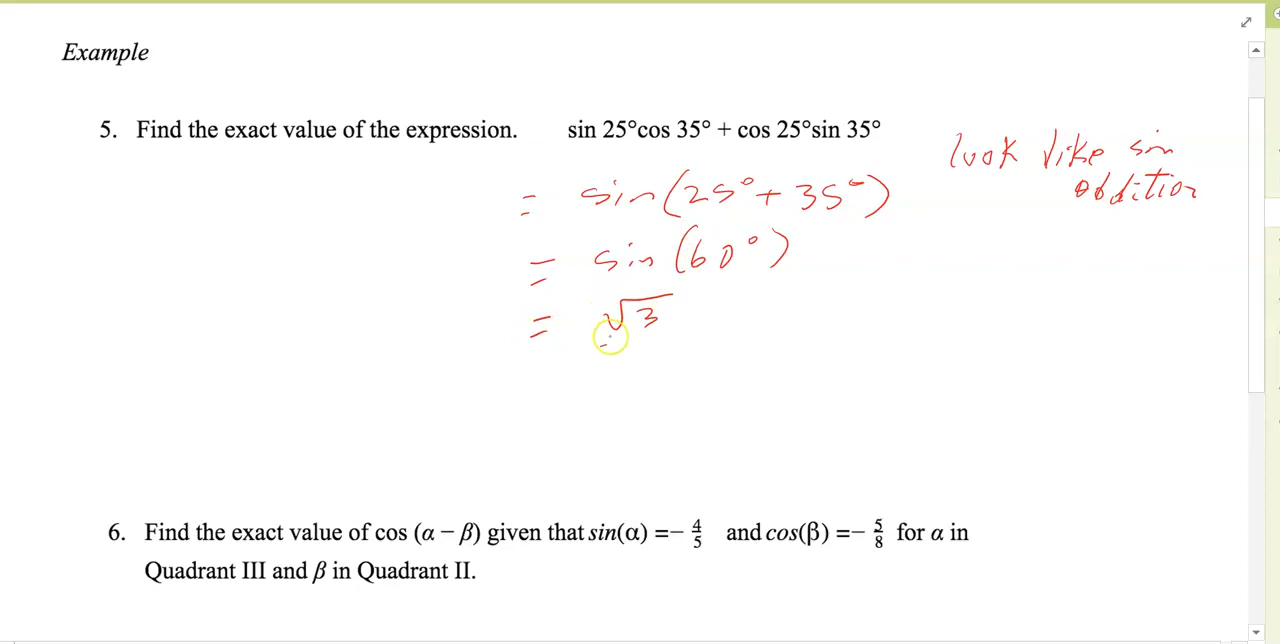 Example
5. Find the exact value of the expression. sin 25°cos 35° + cos 25°sin 35°
look like sin
addition
= sin(25° + 35°)
= sin(60°)
= √3
6. Find the exact value of cos (α − β) given that sin(α) =− 4/5 and cos(β) =− 5/8 for α in
Quadrant III and β in Quadrant II.